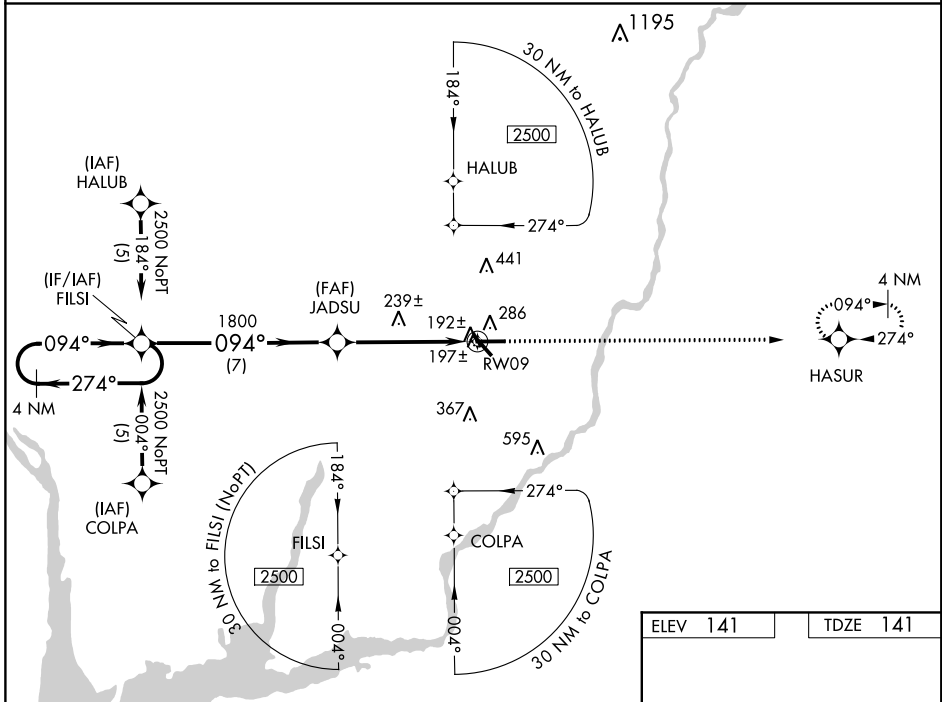 1195
30 NM to HALUB
184°
2500
HALUB
274°
(IAF)
HALUB
2500 NoPT
184°
(5)
441
(IF/IAF)
FILSI
(FAF)
JADSU
239±
286
192±
197±
RW09
4 NM
094°
274°
HASUR
094°
1800
094°
(7)
274°
4 NM
2500 NoPT
004°
(5)
(IAF)
COLPA
367
595
30 NM to FILSI (NoPT)
184°
FILSI
2500
004°
274°
COLPA
2500
004°
30 NM to COLPA
ELEV 141
TDZE 141